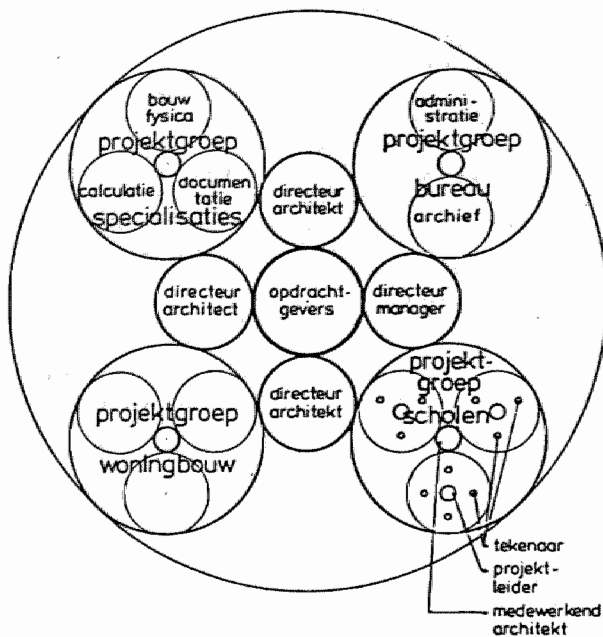 bouw
fysica
projektgroep
calculatie
documen
tatie
specialisaties
admini -
stratie
projektgroep
bureau
archief
directeur
architekt
directeur
architect
opdracht-
gevers
directeur
manager
directeur
architekt
projektgroep
woningbouw
projekt-
groep
scholen
tekenaar
projekt-
leider
medewerkend
architekt